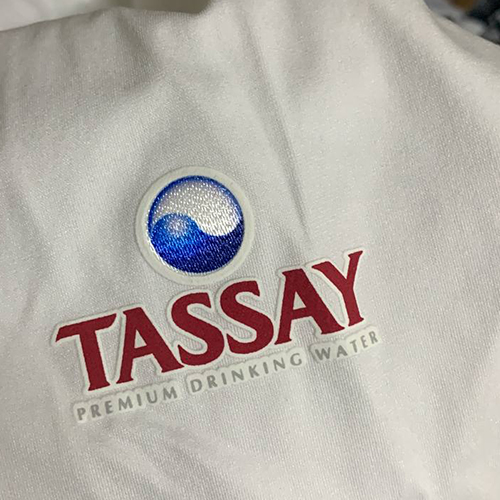 TASSAY
PREMIUM DRINKING WATER